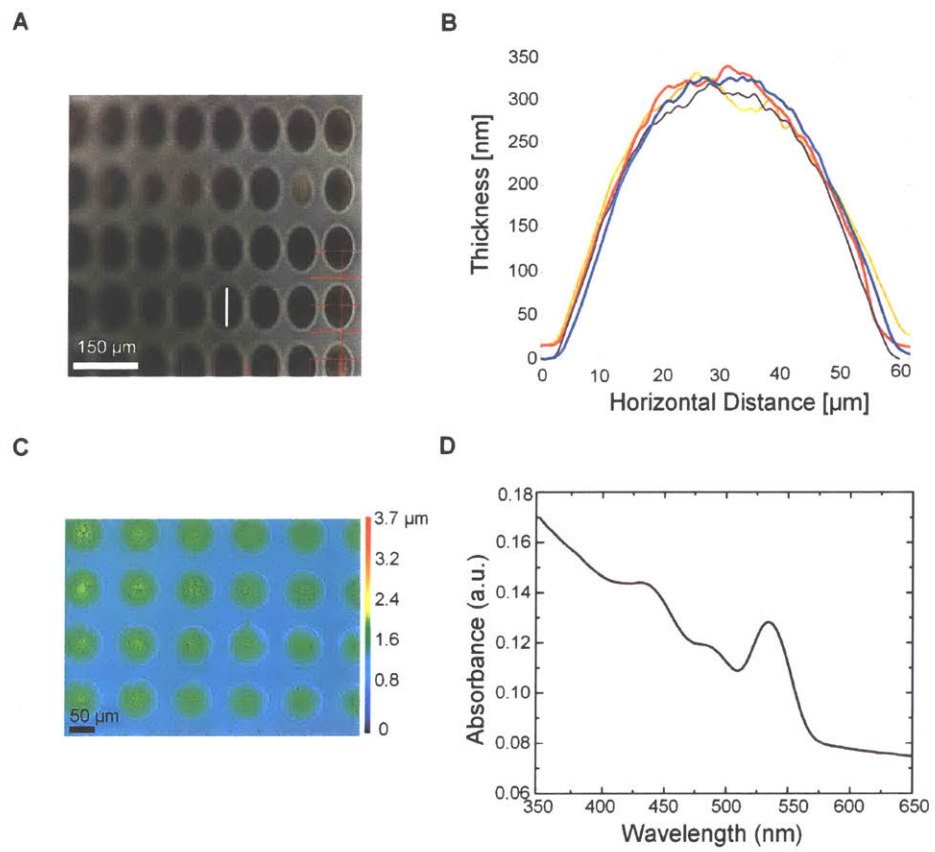 A
150 µm
B
Thickness [nm]
350
300
250
200
150
100
50
0
0 10 20 30 40 50 60
Horizontal Distance [µm]
C
50 µm
3.7 µm
3.2
2.4
1.6
0.8
0
D
Absorbance (a.u.)
0.18
0.16
0.14
0.12
0.10
0.08
0.06
350 400 450 500 550 600 650
Wavelength (nm)